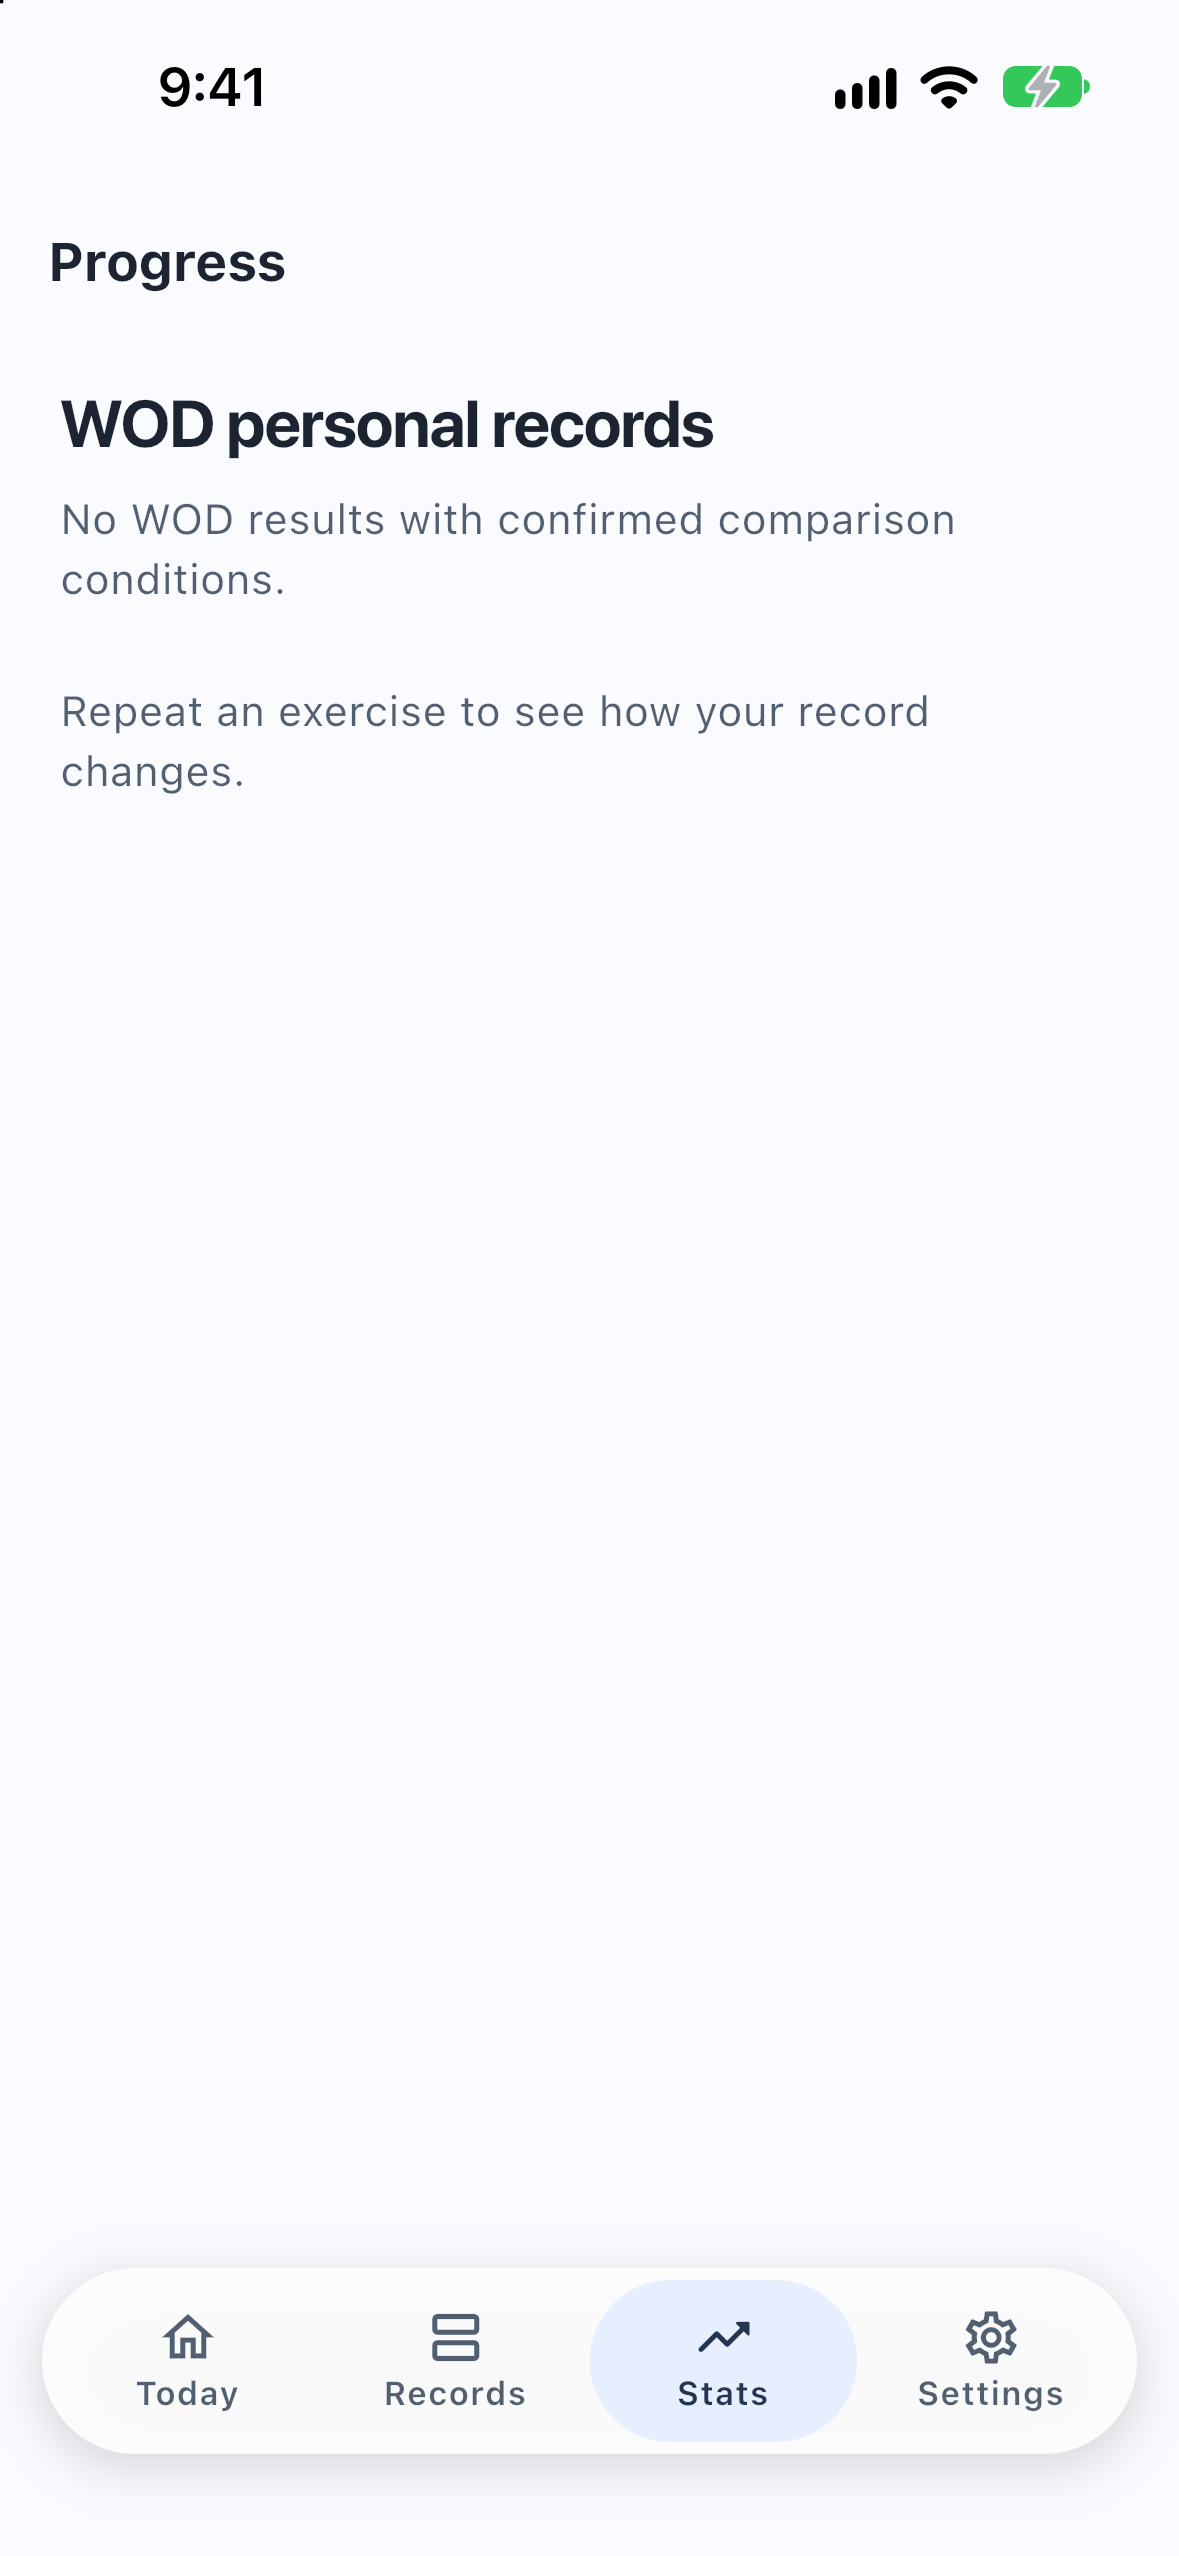 9:41
Progress
WOD personal records
No WOD results with confirmed comparison
conditions.
Repeat an exercise to see how your record
changes.
Today
Records
Stats
Settings